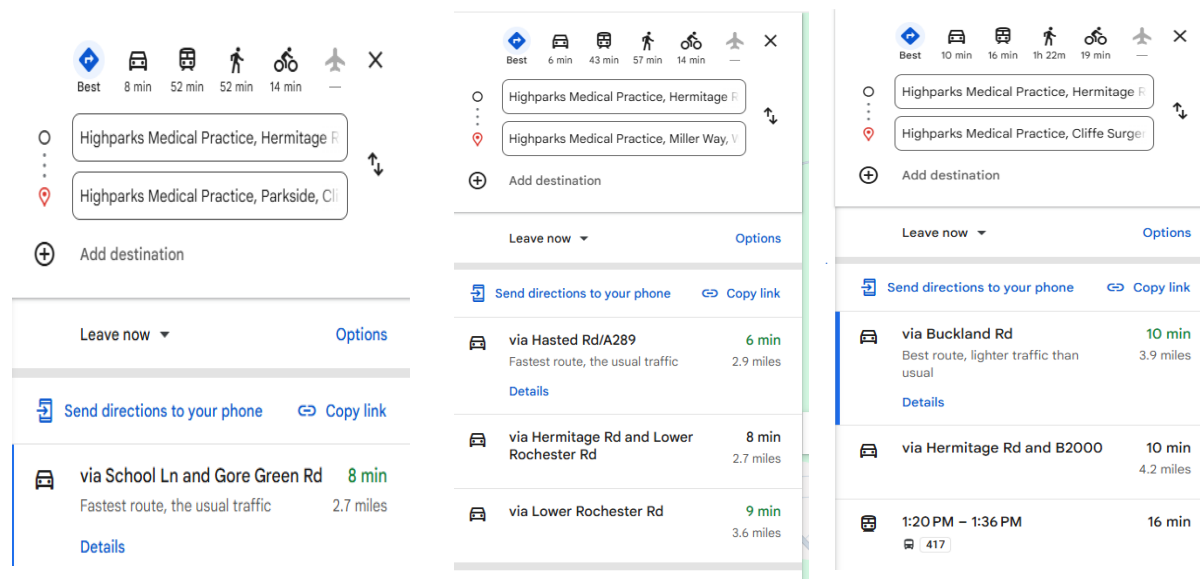 Best 8 min 52 min 52 min 14 min —
Highparks Medical Practice, Hermitage R
Highparks Medical Practice, Parkside, Cli
Add destination
Leave now
Options
Send directions to your phone
Copy link
via School Ln and Gore Green Rd 8 min
Fastest route, the usual traffic 2.7 miles
Details
Best 6 min 43 min 57 min 14 min —
Highparks Medical Practice, Hermitage R
Highparks Medical Practice, Miller Way, W
Add destination
Leave now
Options
Send directions to your phone
Copy link
via Hasted Rd/A289 6 min
Fastest route, the usual traffic 2.9 miles
Details
via Hermitage Rd and Lower 8 min
Rochester Rd 2.7 miles
via Lower Rochester Rd 9 min
3.6 miles
Best 10 min 16 min 1h 22m 19 min —
Highparks Medical Practice, Hermitage R
Highparks Medical Practice, Cliffe Surger
Add destination
Leave now
Options
Send directions to your phone
Copy link
via Buckland Rd 10 min
Best route, lighter traffic than 3.9 miles
usual
Details
via Hermitage Rd and B2000 10 min
4.2 miles
1:20 PM – 1:36 PM 16 min
417